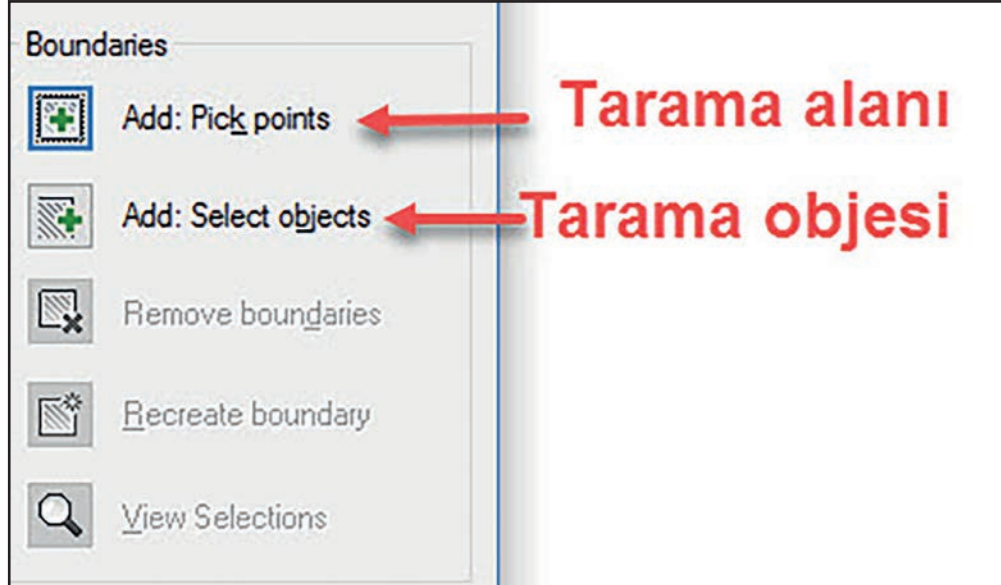 Boundaries
Add: Pick points
Tarama alanı
Add: Select objects
Tarama objesi
Remove boundaries
Recreate boundary
View Selections